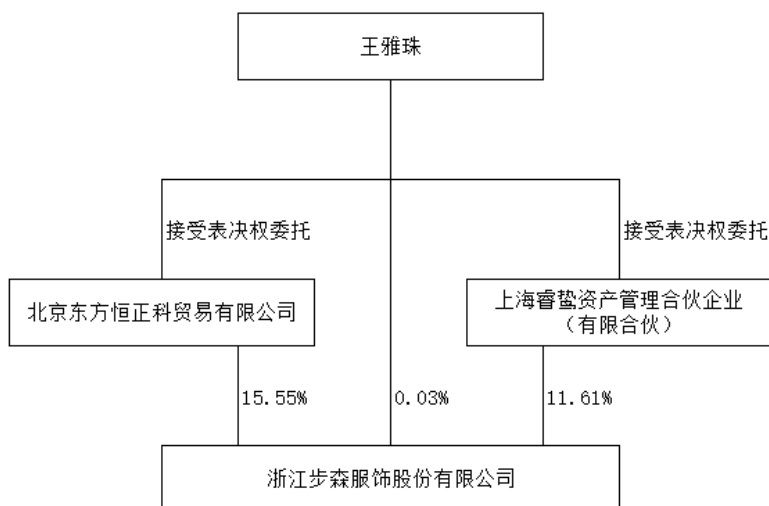 王雅珠
接受表决权委托
接受表决权委托
北京东方恒正科贸易有限公司
上海睿鸷资产管理合伙企业
（有限合伙）
15.55%
0.03%
11.61%
浙江步森服饰股份有限公司